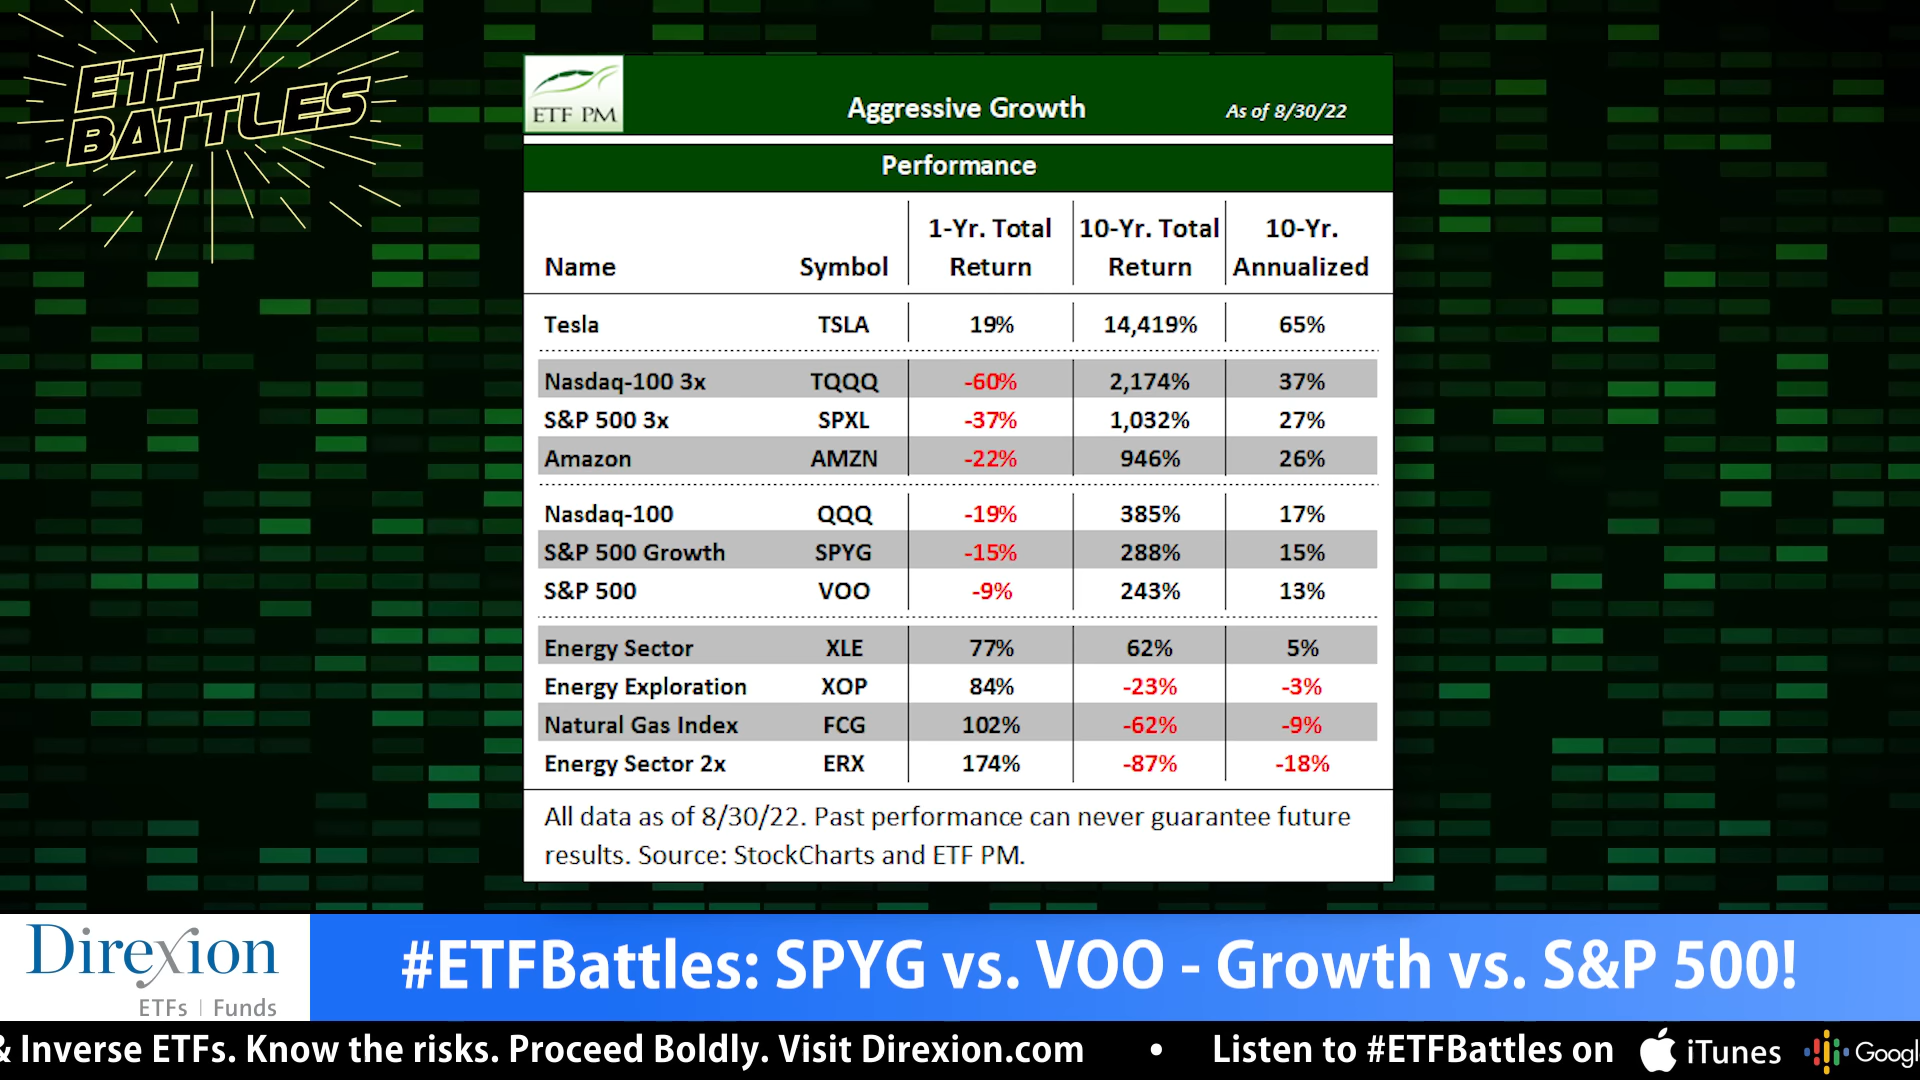 ETF
BATTLES
ETF PM
Aggressive Growth
As of 8/30/22
Performance
Name Symbol 1-Yr. Total Return 10-Yr. Total Return 10-Yr. Annualized
Tesla TSLA 19% 14,419% 65%
Nasdaq-100 3x TQQQ -60% 2,174% 37%
S&P 500 3x SPXL -37% 1,032% 27%
Amazon AMZN -22% 946% 26%
Nasdaq-100 QQQ -19% 385% 17%
S&P 500 Growth SPYG -15% 288% 15%
S&P 500 VOO -9% 243% 13%
Energy Sector XLE 77% 62% 5%
Energy Exploration XOP 84% -23% -3%
Natural Gas Index FCG 102% -62% -9%
Energy Sector 2x ERX 174% -87% -18%
All data as of 8/30/22. Past performance can never guarantee future
results. Source: StockCharts and ETF PM.
Direxion
ETFs | Funds
#ETFBattles: SPYG vs. VOO - Growth vs. S&P 500!
& Inverse ETFs. Know the risks. Proceed Boldly. Visit Direxion.com • Listen to #ETFBattles on iTunes